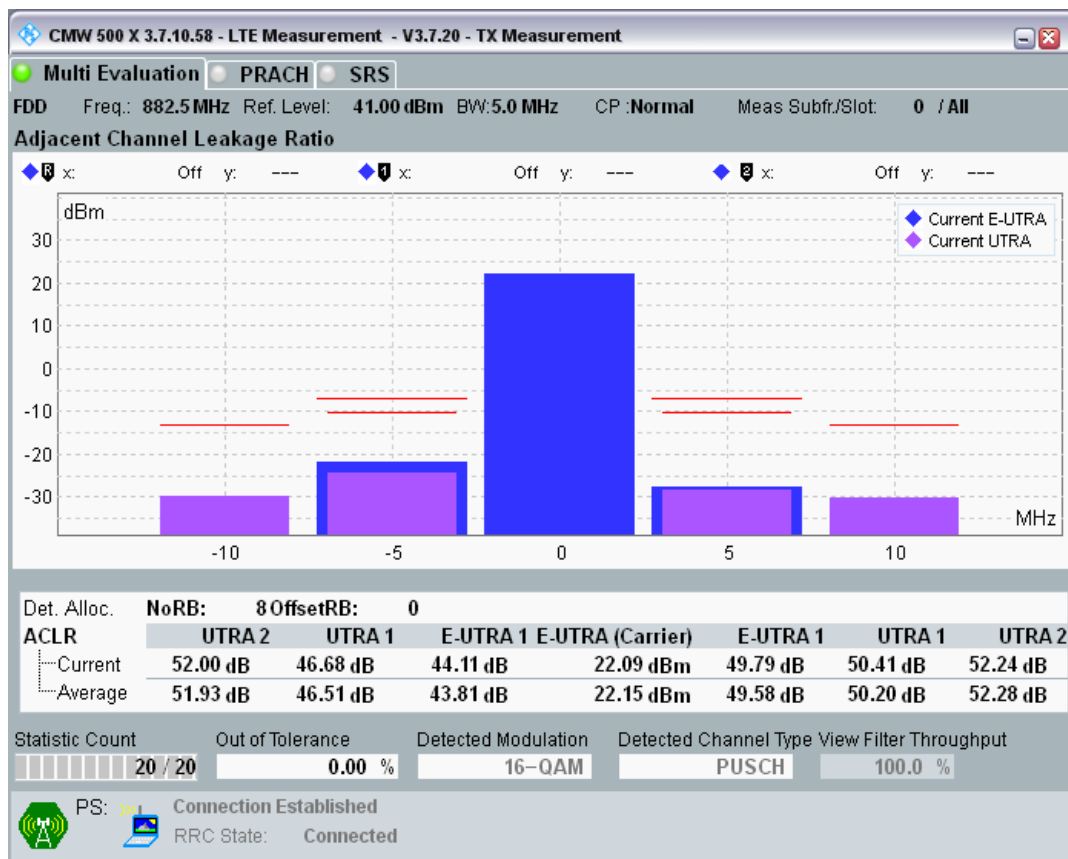 CMW 500 X 3.7.10.58 - LTE Measurement - V3.7.20 - TX Measurement
Multi Evaluation PRACH SRS
FDD Freq.: 882.5 MHz Ref. Level: 41.00 dBm BW:5.0 MHz CP :Normal Meas Subfr./Slot: 0 / All
Adjacent Channel Leakage Ratio
R x: Off y: --- 1 x: Off y: --- 2 x: Off y: ---
dBm
Current E-UTRA
Current UTRA
30
20
10
0
-10
-20
-30
MHz
-10 -5 0 5 10
Det. Alloc. NoRB: 8 OffsetRB: 0
ACLR UTRA 2 UTRA 1 E-UTRA 1 E-UTRA (Carrier) E-UTRA 1 UTRA 1 UTRA 2
Current 52.00 dB 46.68 dB 44.11 dB 22.09 dBm 49.79 dB 50.41 dB 52.24 dB
Average 51.93 dB 46.51 dB 43.81 dB 22.15 dBm 49.58 dB 50.20 dB 52.28 dB
Statistic Count Out of Tolerance Detected Modulation Detected Channel Type View Filter Throughput
20 / 20 0.00 % 16-QAM PUSCH 100.0 %
PS: Connection Established
RRC State: Connected